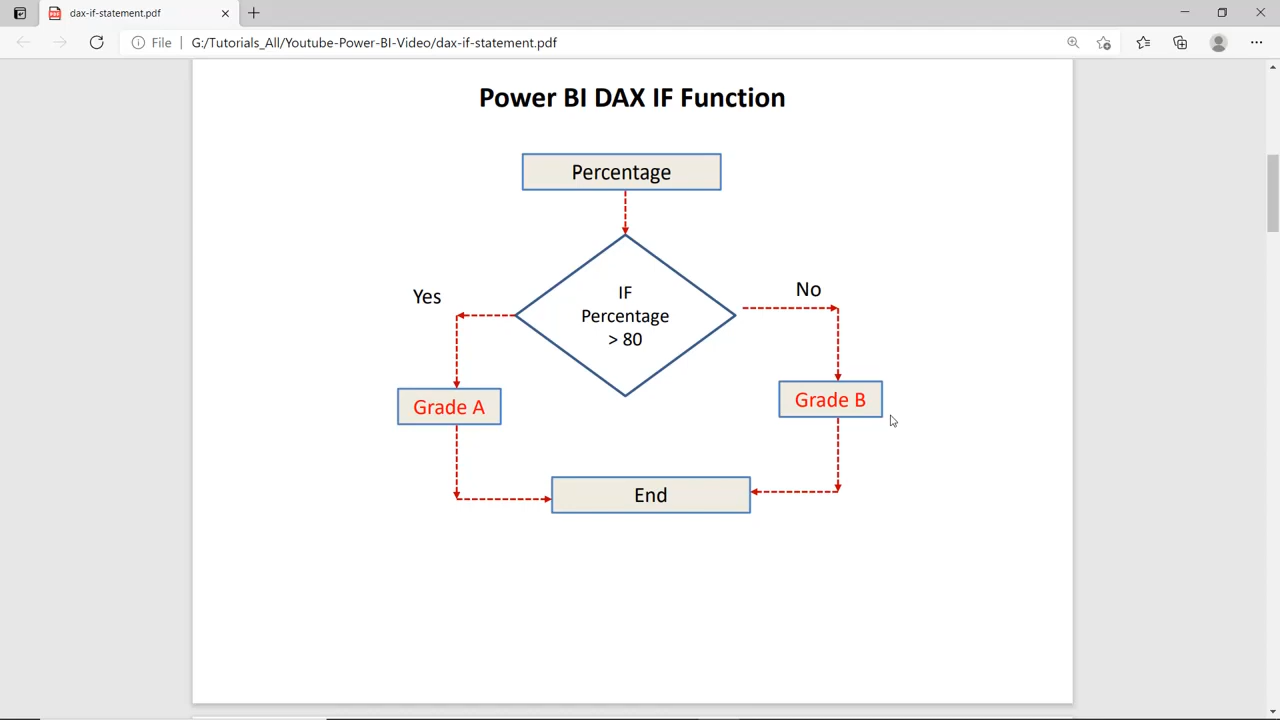 dax-if-statement.pdf
File
G:/Tutorials_All/Youtube-Power-BI-Video/dax-if-statement.pdf
Power BI DAX IF Function
Percentage
IF
Percentage
> 80
Yes
No
Grade A
Grade B
End